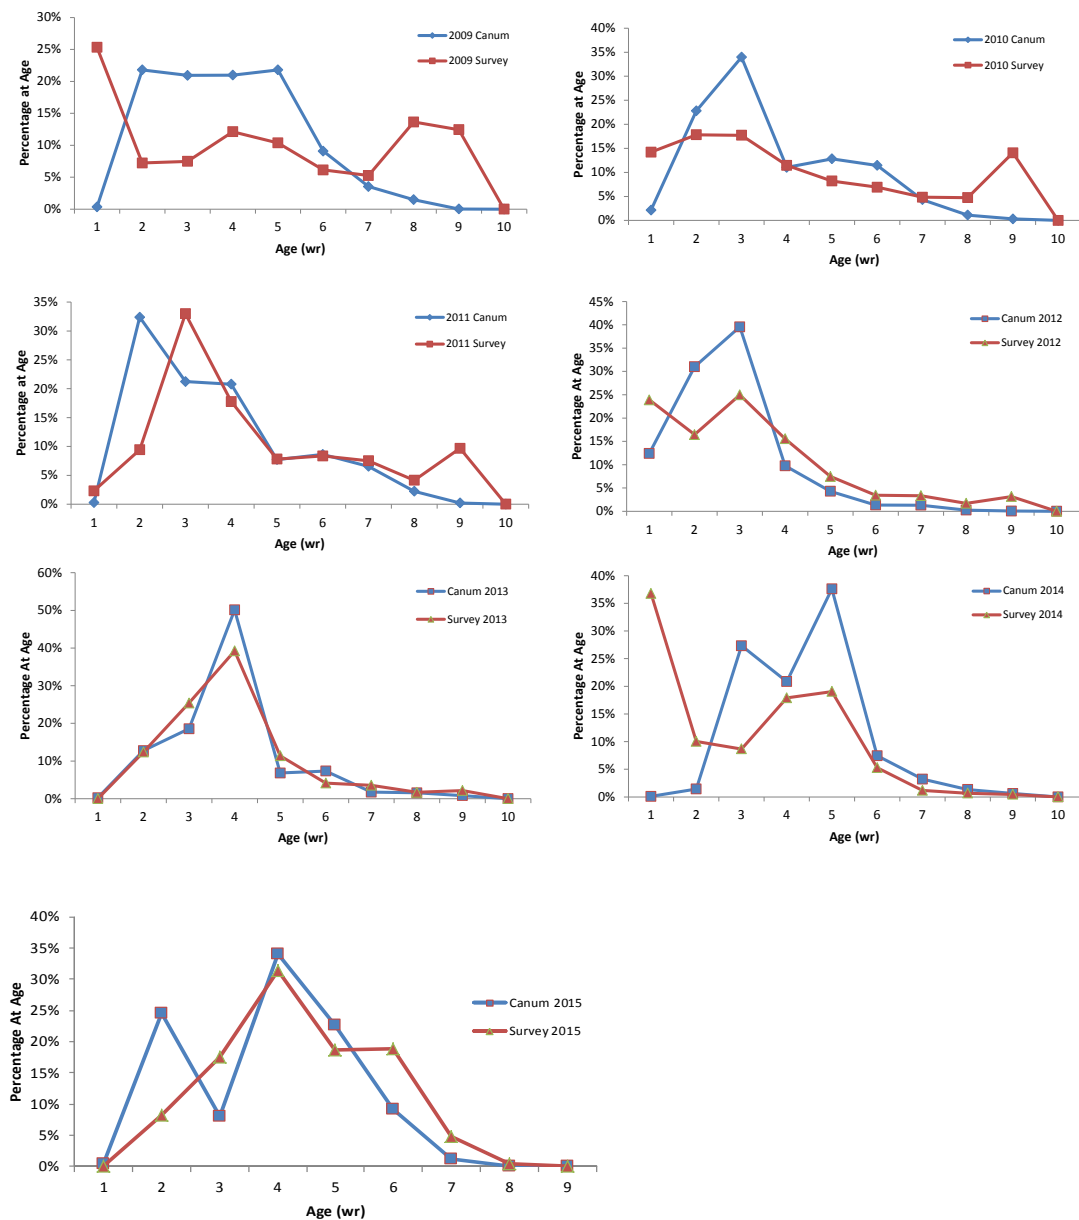 Percentage at Age
30%
25%
20%
15%
10%
5%
0%
2009 Canum
2009 Survey
1 2 3 4 5 6 7 8 9 10
Age (wr)
Percentage at Age
40%
35%
30%
25%
20%
15%
10%
5%
0%
2010 Canum
2010 Survey
1 2 3 4 5 6 7 8 9 10
Age (wr)
Percentage at Age
35%
30%
25%
20%
15%
10%
5%
0%
2011 Canum
2011 Survey
1 2 3 4 5 6 7 8 9 10
Age (wr)
Percentage At Age
45%
40%
35%
30%
25%
20%
15%
10%
5%
0%
Canum 2012
Survey 2012
1 2 3 4 5 6 7 8 9 10
Age (wr)
Percentage At Age
60%
50%
40%
30%
20%
10%
0%
Canum 2013
Survey 2013
1 2 3 4 5 6 7 8 9 10
Age (wr)
Percentage At Age
40%
35%
30%
25%
20%
15%
10%
5%
0%
Canum 2014
Survey 2014
1 2 3 4 5 6 7 8 9 10
Age (wr)
Percentage At Age
40%
35%
30%
25%
20%
15%
10%
5%
0%
Canum 2015
Survey 2015
1 2 3 4 5 6 7 8 9
Age (wr)